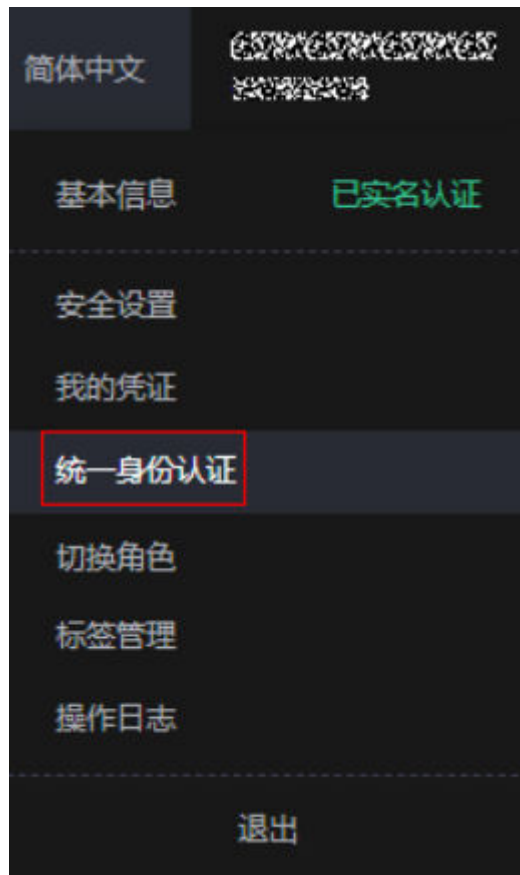 简体中文
基本信息 已实名认证
安全设置
我的凭证
统一身份认证
切换角色
标签管理
操作日志
退出